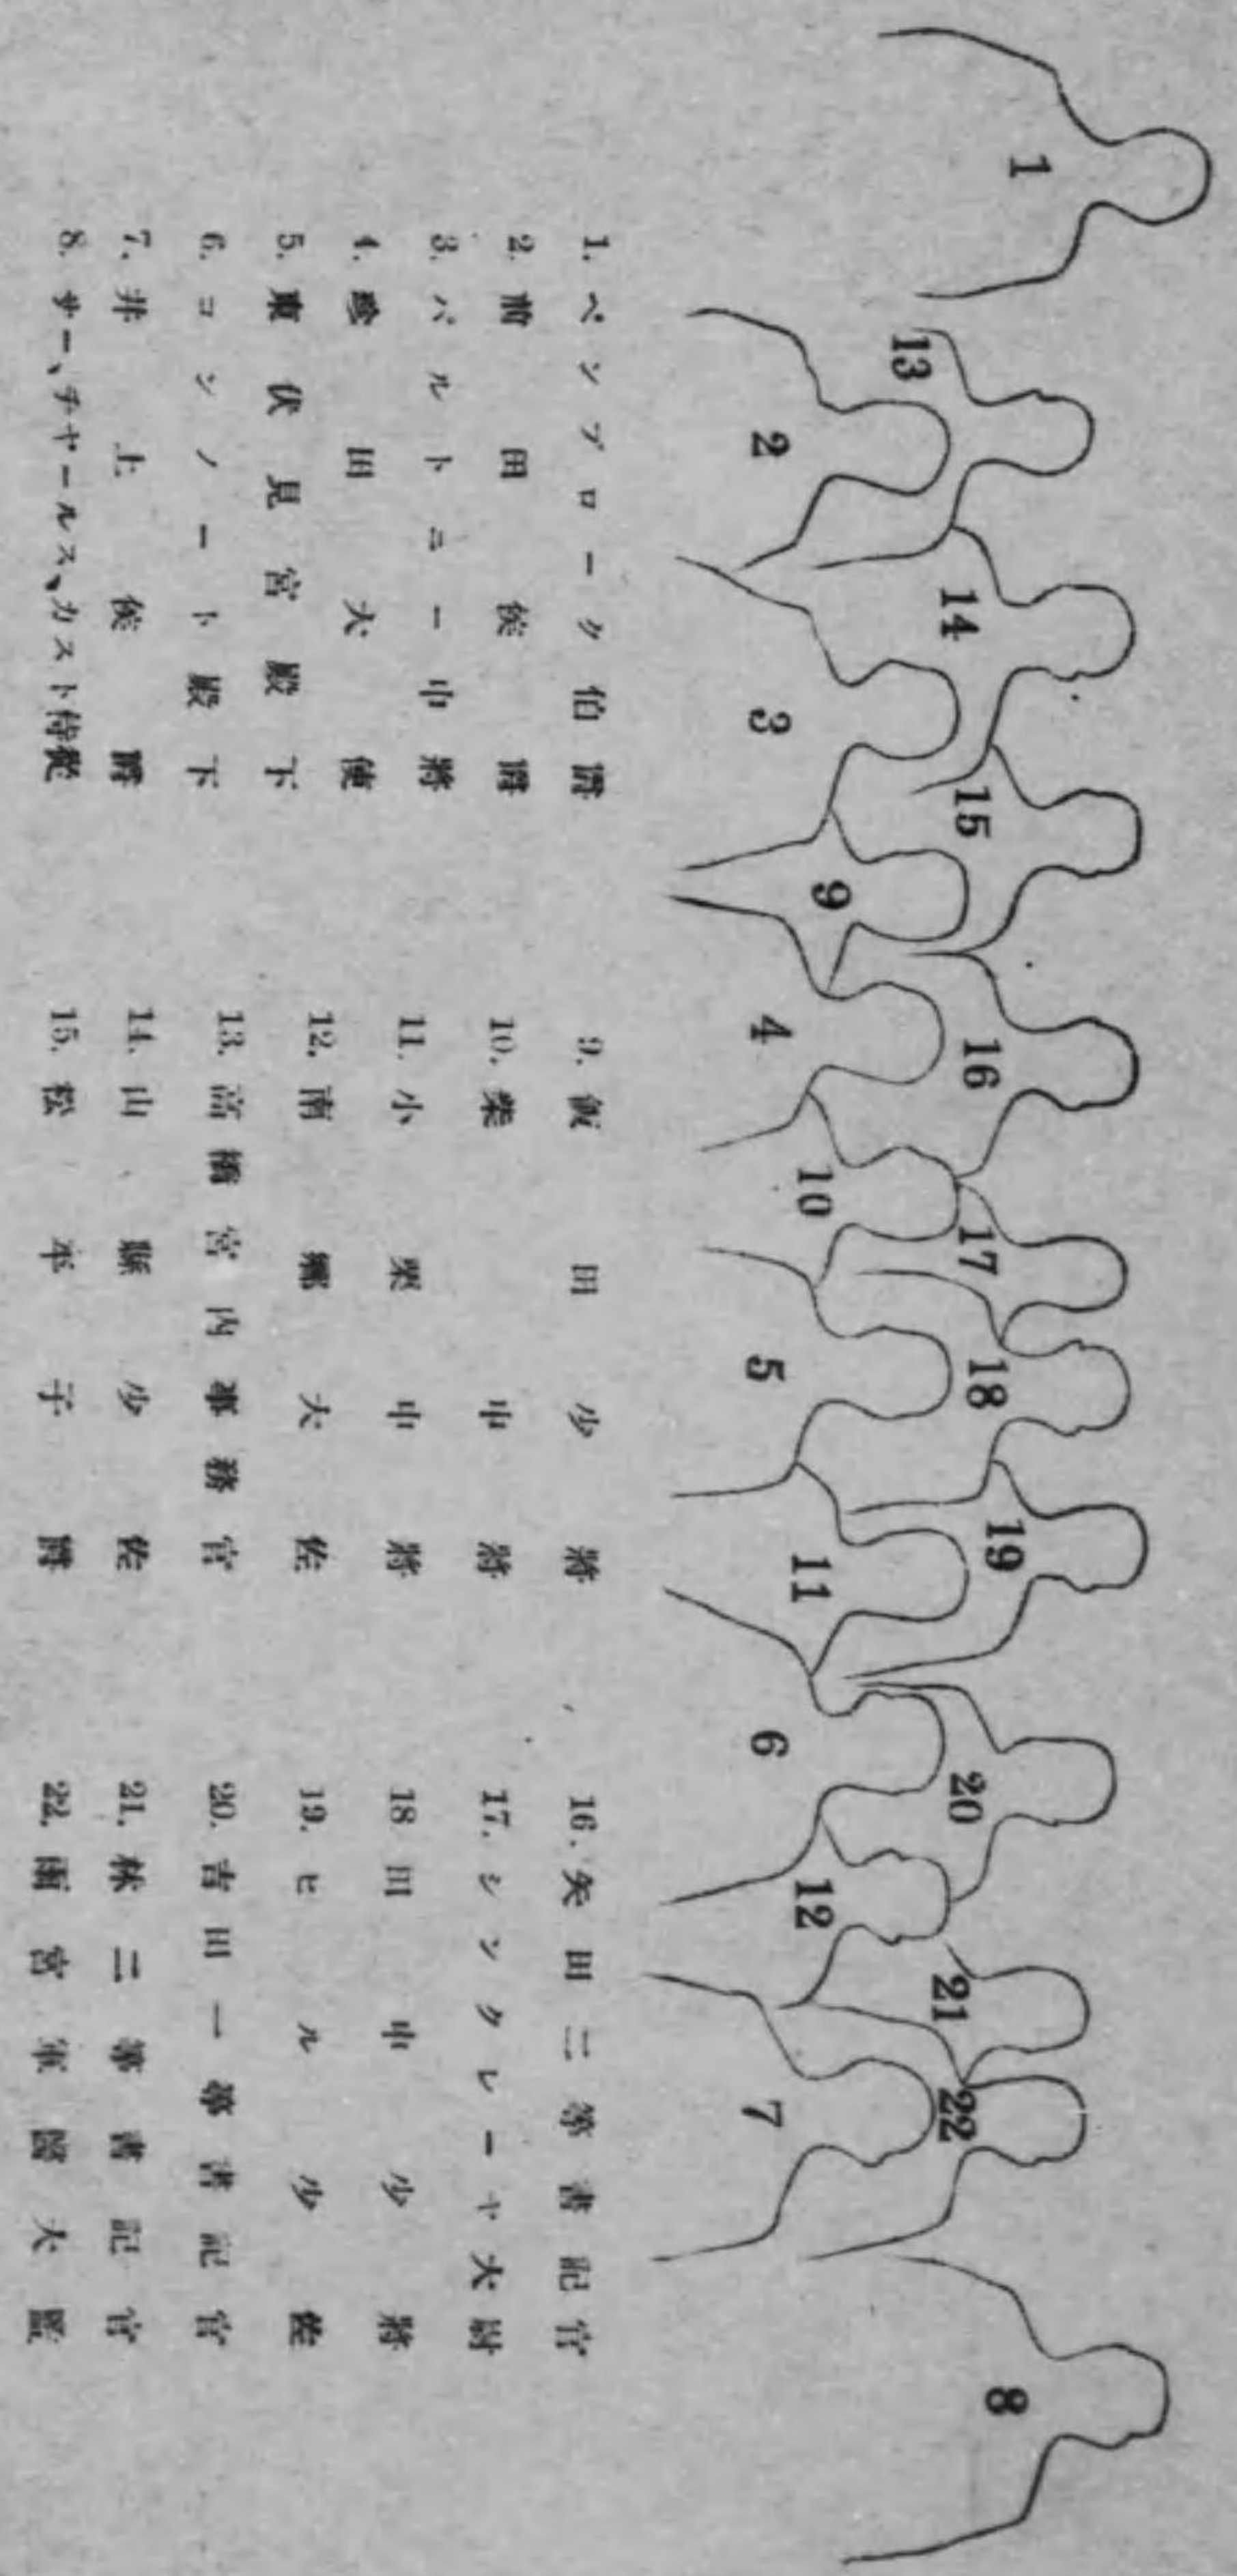 1
13
14
15
16
17
18
19
20
21
22
8
2
3
9
4
10
5
11
6
12
7
1. ペンブローク伯爵
2. 前田侯爵
3. バルトニー中將
4. 珍田大使
5. 東伏見宮殿下
6. コンノート殿下
7. 井上侯爵
8. サー、チヤールス、カスト侍從
9. 飯田少將
10. 柴中將
11. 小栗中將
12. 南郷大佐
13. 高橋宮内事務官
14. 山縣少佐
15. 松平子爵
16. 矢田二等書記官
17. シンクレーヤ大尉
18 田中少將
19. ヒル少佐
20. 吉田一等書記官
21. 林二等書記官
22. 雨宮軍醫大監